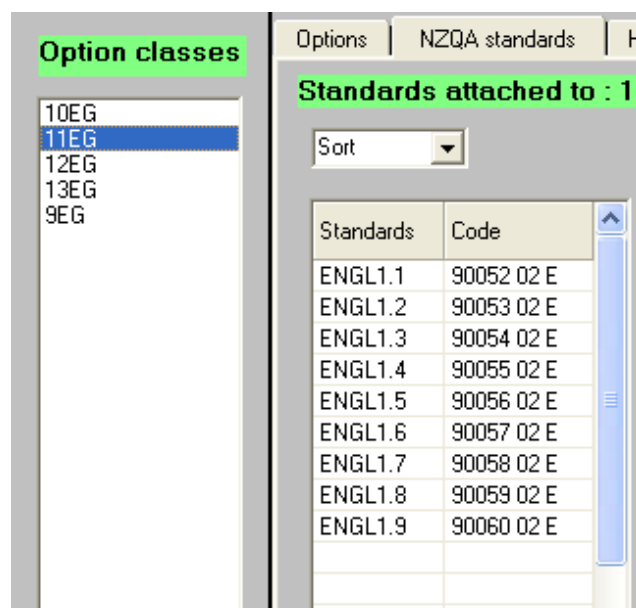 Option classes
10EG
11EG
12EG
13EG
9EG
Options NZQA standards
Standards attached to : 1
Sort
Standards Code
ENGL1.1 90052 02 E
ENGL1.2 90053 02 E
ENGL1.3 90054 02 E
ENGL1.4 90055 02 E
ENGL1.5 90056 02 E
ENGL1.6 90057 02 E
ENGL1.7 90058 02 E
ENGL1.8 90059 02 E
ENGL1.9 90060 02 E